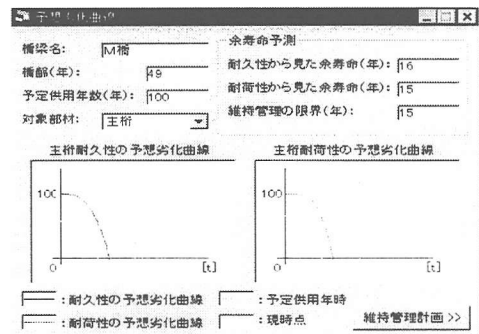 予想劣化曲線
橋梁名: M橋
橋齢(年): 49
予定供用年数(年): 100
対象部材: 主桁
余寿命予測
耐久性から見た余寿命(年): 16
耐荷性から見た余寿命(年): 15
維持管理の限界(年): 15
主桁耐久性の予想劣化曲線
100
0
[t]
主桁耐荷性の予想劣化曲線
100
0
[t]
:耐久性の予想劣化曲線
:予定供用年時
:耐荷性の予想劣化曲線
:現時点
維持管理計画 >>